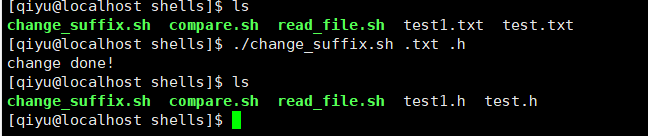 [qiyu@localhost shells]$ ls
change_suffix.sh compare.sh read_file.sh test1.txt test.txt
[qiyu@localhost shells]$ ./change_suffix.sh .txt .h
change done!
[qiyu@localhost shells]$ ls
change_suffix.sh compare.sh read_file.sh test1.h test.h
[qiyu@localhost shells]$